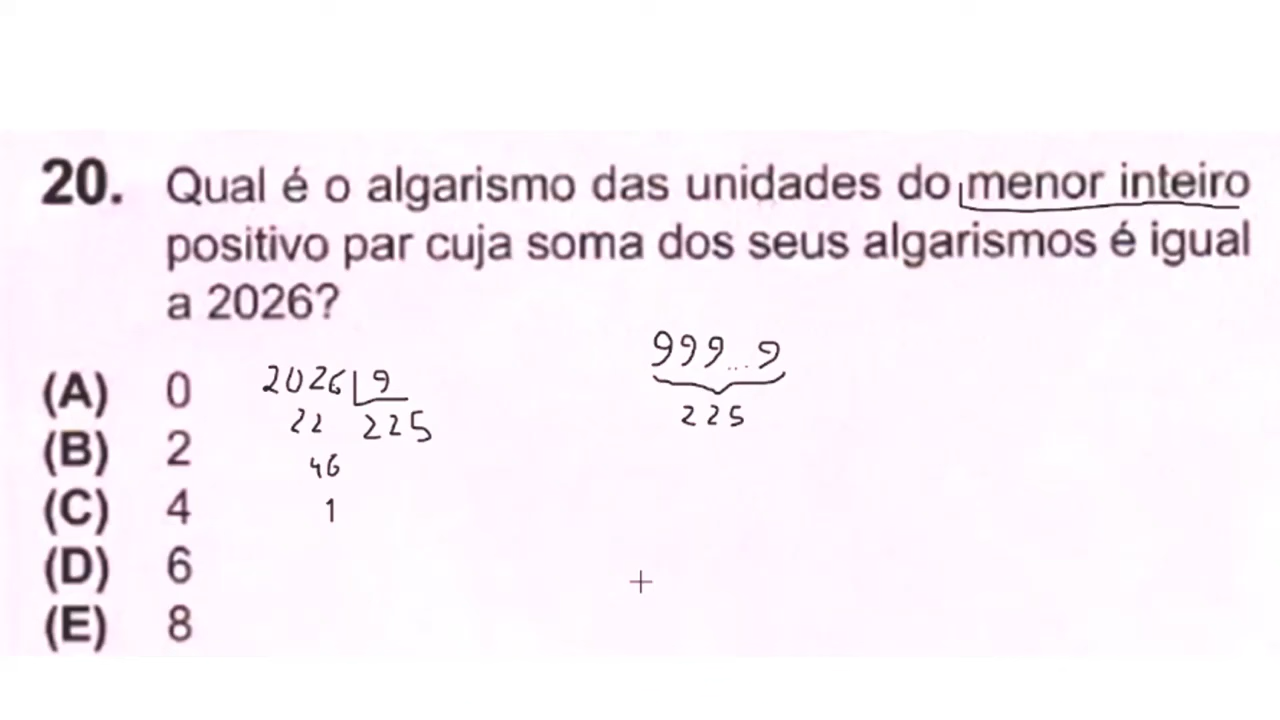 20. Qual é o algarismo das unidades do menor inteiro
positivo par cuja soma dos seus algarismos é igual
a 2026?
999...9
225
(A) 0
(B) 2
(C) 4
(D) 6
(E) 8
2026 9
22 225
46
1